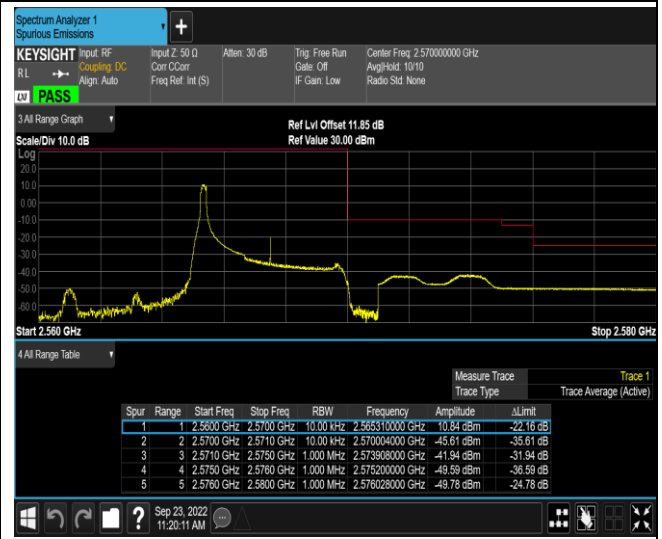 Spectrum Analyzer 1
Spurious Emissions
+
KEYSIGHT Input: RF Input Z: 50 Ω Atten: 30 dB Trig: Free Run Center Freq: 2.570000000 GHz
RL Coupling: DC Corr CCorr Gate: Off Avg|Hold: 10/10
Align: Auto Freq Ref: Int (S) IF Gain: Low Radio Std: None
LXI PASS
3 All Range Graph
Ref Lvl Offset 11.85 dB
Scale/Div 10.0 dB Ref Value 30.00 dBm
Log
20.0
10.0
0.00
-10.0
-20.0
-30.0
-40.0
-50.0
-60.0
Start 2.560 GHz Stop 2.580 GHz
4 All Range Table
Measure Trace Trace 1
Trace Type Trace Average (Active)
Spur Range Start Freq Stop Freq RBW Frequency Amplitude ΔLimit
1 1 2.5600 GHz 2.5700 GHz 10.00 kHz 2.565310000 GHz 10.84 dBm -22.16 dB
2 2 2.5700 GHz 2.5710 GHz 10.00 kHz 2.570004000 GHz -45.61 dBm -35.61 dB
3 3 2.5710 GHz 2.5750 GHz 1.000 MHz 2.573908000 GHz -41.94 dBm -31.94 dB
4 4 2.5750 GHz 2.5760 GHz 1.000 MHz 2.575200000 GHz -49.59 dBm -36.59 dB
5 5 2.5760 GHz 2.5800 GHz 1.000 MHz 2.576028000 GHz -49.78 dBm -24.78 dB
? Sep 23, 2022
11:20:11 AM